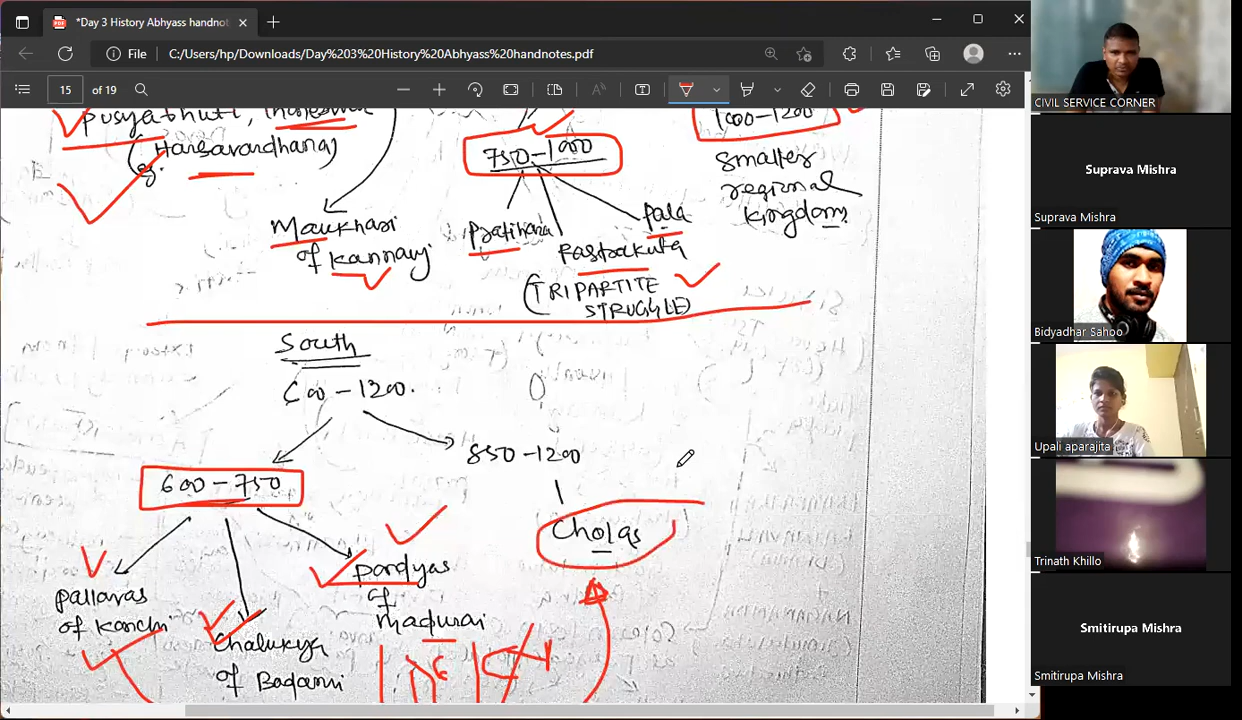 *Day 3 History Abhyass handnot
File
C:/Users/hp/Downloads/Day%203%20History%20Abhyass%20handnotes.pdf
15 of 19
pusyabhuti, Thaneswar
(eg. Harsavardhana)
750-1000
1000-1200
smaller
regional
kingdom
Maukhari
of Kannauj
pratihara
Rastrakuta
pala
(TRIPARTITE
STRUGGLE)
South
600-1200.
600-750
850-1200
Cholas
pallavas
of Kanchi
Chalukya
of Badami
pandyas
of
madurai
CIVIL SERVICE CORNER
Suprava Mishra
Suprava Mishra
Bidyadhar Sahoo
Upali aparajita
Trinath Khillo
Smitirupa Mishra
Smitirupa Mishra